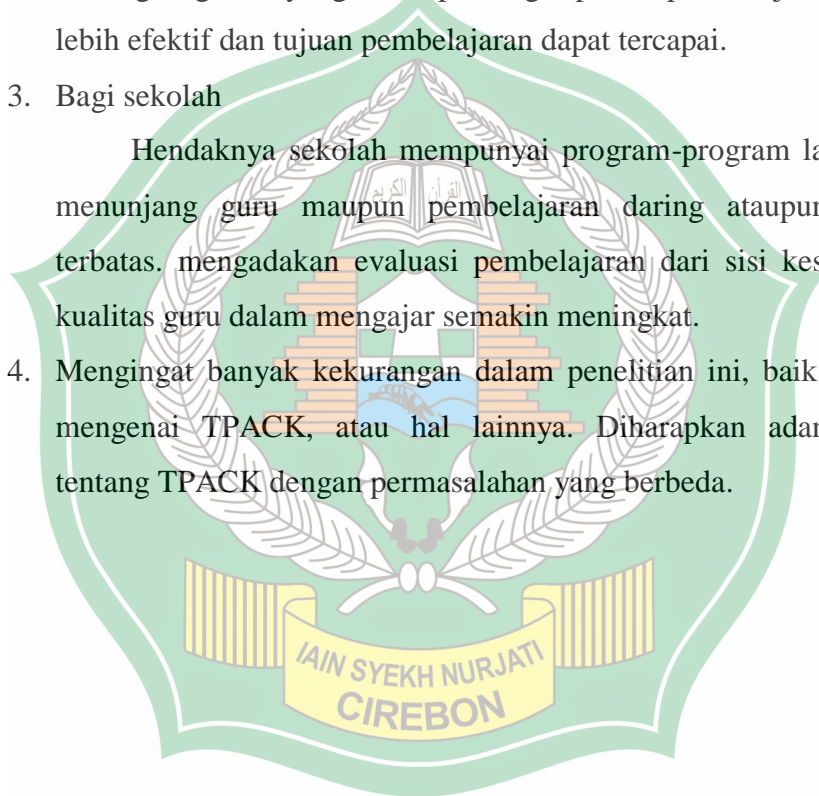 lebih efektif dan tujuan pembelajaran dapat tercapai.
3. Bagi sekolah
Hendaknya sekolah mempunyai program-program
menunjang guru maupun pembelajaran daring ataupun
terbatas. mengadakan evaluasi pembelajaran dari sisi
kualitas guru dalam mengajar semakin meningkat.
4. Mengingat banyak kekurangan dalam penelitian ini, baik
mengenai TPACK, atau hal lainnya. Diharapkan
tentang TPACK dengan permasalahan yang berbeda.
القرآن الكريم
IAIN SYEKH NURJATI
CIREBON